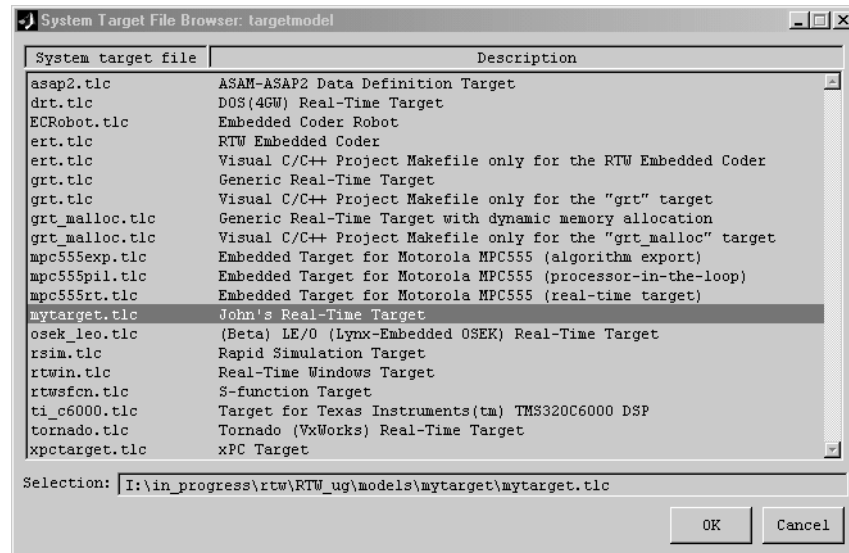 System Target File Browser: targetmodel
System target file Description
asap2.tlc ASAM-ASAP2 Data Definition Target
drt.tlc DOS(4GW) Real-Time Target
ECRobot.tlc Embedded Coder Robot
ert.tlc RTW Embedded Coder
ert.tlc Visual C/C++ Project Makefile only for the RTW Embedded Coder
grt.tlc Generic Real-Time Target
grt.tlc Visual C/C++ Project Makefile only for the "grt" target
grt_malloc.tlc Generic Real-Time Target with dynamic memory allocation
grt_malloc.tlc Visual C/C++ Project Makefile only for the "grt_malloc" target
mpc555exp.tlc Embedded Target for Motorola MPC555 (algorithm export)
mpc555pil.tlc Embedded Target for Motorola MPC555 (processor-in-the-loop)
mpc555rt.tlc Embedded Target for Motorola MPC555 (real-time target)
mytarget.tlc John's Real-Time Target
osek_leo.tlc (Beta) LE/O (Lynx-Embedded OSEK) Real-Time Target
rsim.tlc Rapid Simulation Target
rtwin.tlc Real-Time Windows Target
rtwsfcn.tlc S-function Target
ti_c6000.tlc Target for Texas Instruments(tm) TMS320C6000 DSP
tornado.tlc Tornado (VxWorks) Real-Time Target
xpctarget.tlc xPC Target
Selection: I:\in_progress\rtw\RTW_ug\models\mytarget\mytarget.tlc
OK Cancel